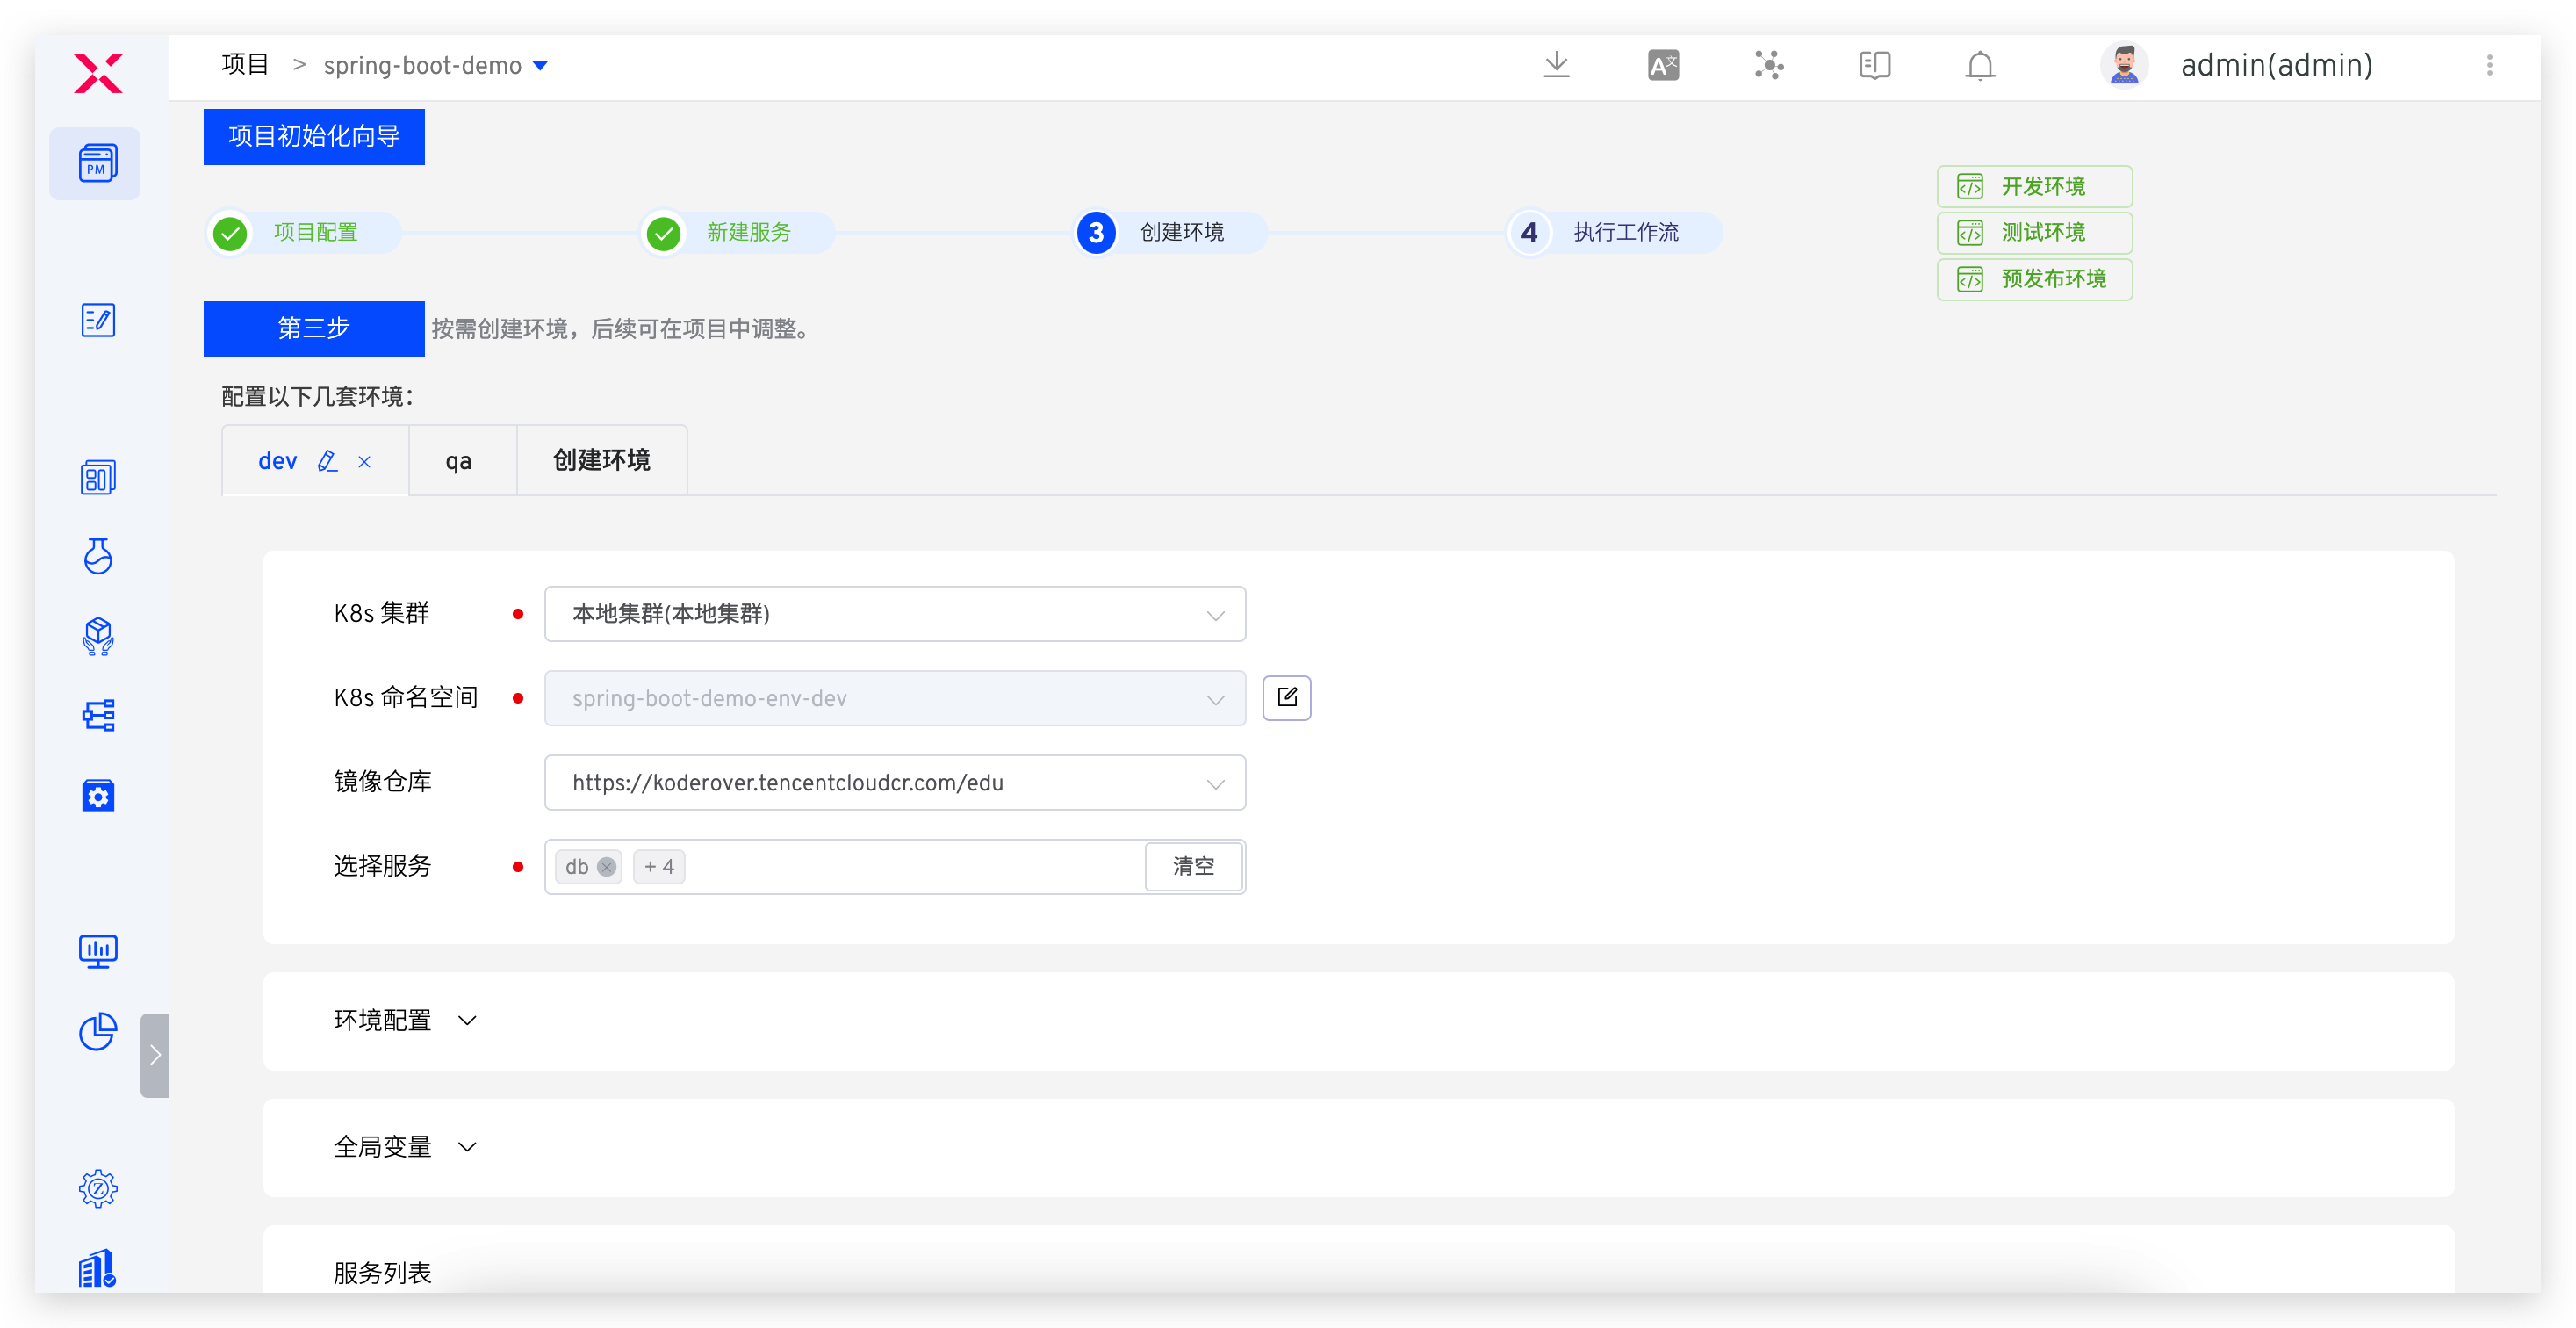 项目 > spring-boot-demo
A文
admin(admin)
PM
项目初始化向导
项目配置
新建服务
3 创建环境
4 执行工作流
开发环境
测试环境
预发布环境
第三步 按需创建环境，后续可在项目中调整。
配置以下几套环境：
dev
qa
创建环境
K8s 集群 本地集群(本地集群)
K8s 命名空间 spring-boot-demo-env-dev
镜像仓库 https://koderover.tencentcloudcr.com/edu
选择服务 db + 4 清空
环境配置
全局变量
Z
服务列表